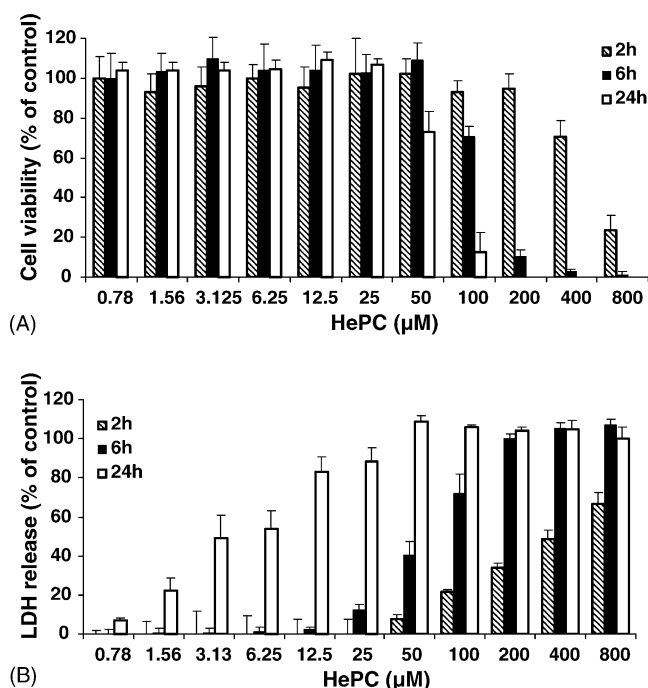 120
100
80
60
40
20
0
Cell viability (% of control)
2h
6h
24h
0.78 1.56 3.125 6.25 12.5 25 50 100 200 400 800
HePC (µM)
(A)
120
100
80
60
40
20
0
LDH release (% of control)
2h
6h
24h
0.78 1.56 3.13 6.25 12.5 25 50 100 200 400 800
HePC (µM)
(B)